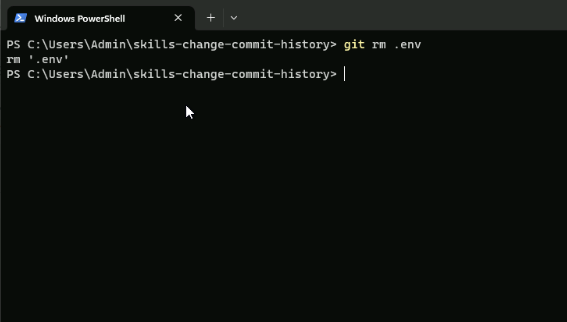 Windows PowerShell
PS C:\Users\Admin\skills-change-commit-history> git rm .env
rm '.env'
PS C:\Users\Admin\skills-change-commit-history>